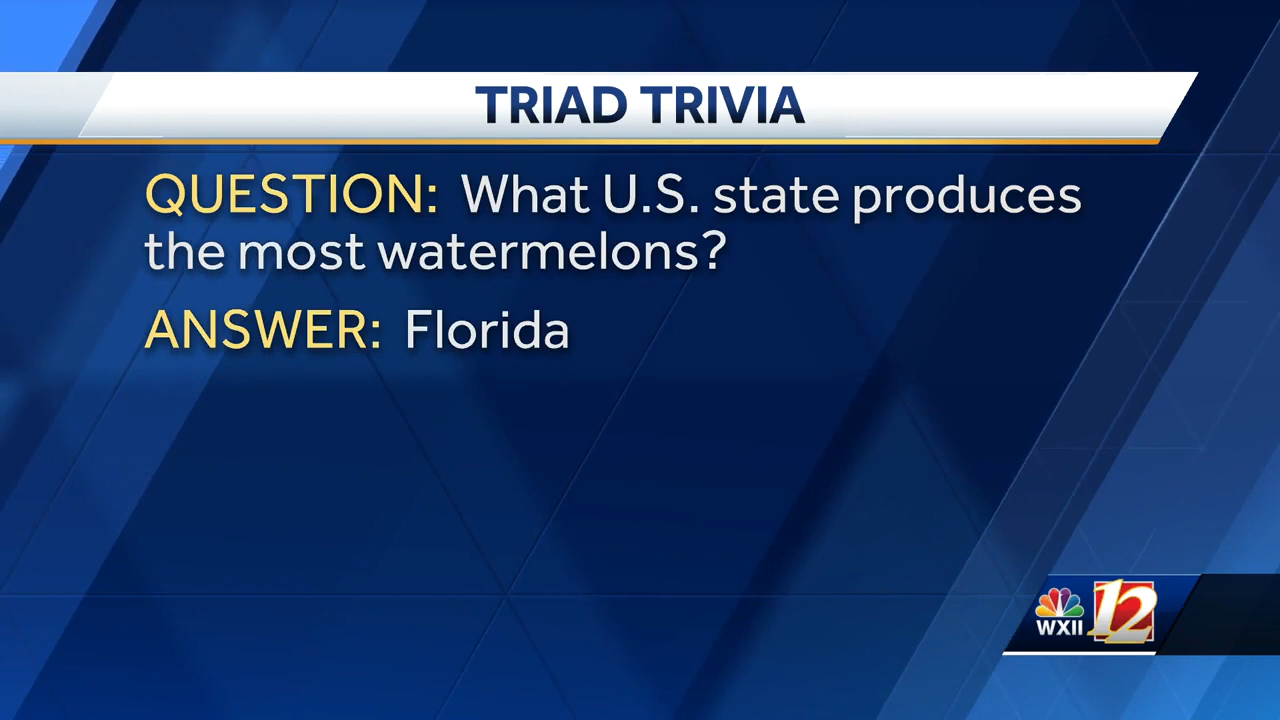 TRIAD TRIVIA
QUESTION: What U.S. state produces
the most watermelons?
ANSWER: Florida
WXII 12